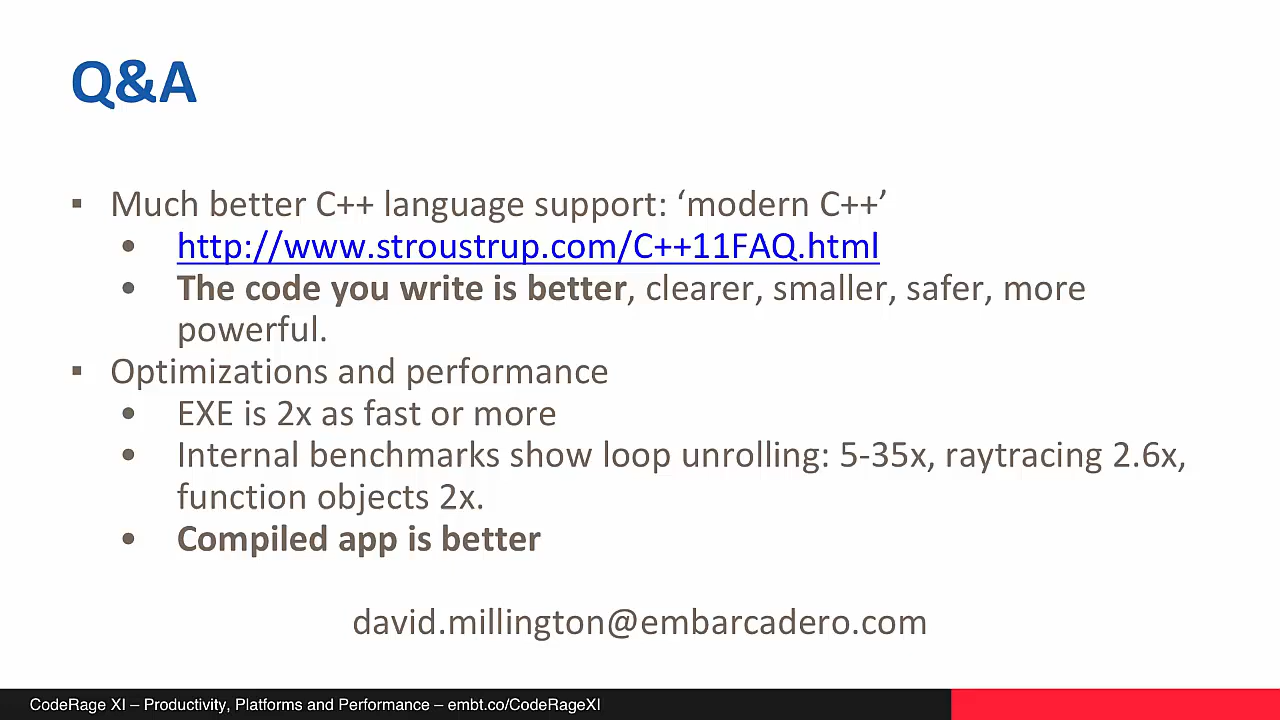 Q&A
▪ Much better C++ language support: ‘modern C++’
• http://www.stroustrup.com/C++11FAQ.html
• The code you write is better, clearer, smaller, safer, more
powerful.
▪ Optimizations and performance
• EXE is 2x as fast or more
• Internal benchmarks show loop unrolling: 5-35x, raytracing 2.6x,
function objects 2x.
• Compiled app is better
david.millington@embarcadero.com
CodeRage XI – Productivity, Platforms and Performance – embt.co/CodeRageXI